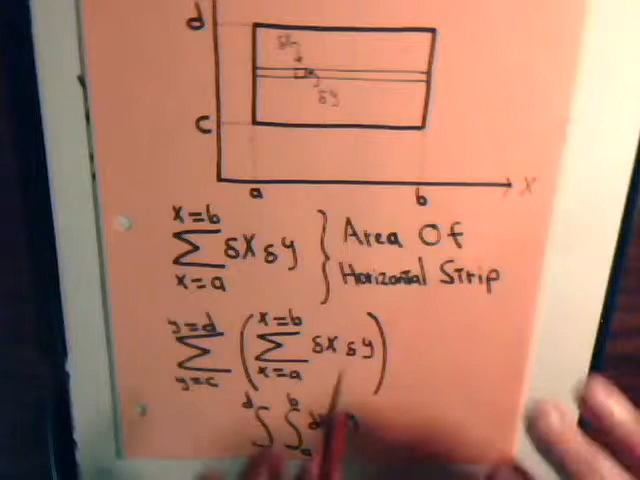 d
δx
δy
c
a b x
x=b
∑ δx δy } Area Of
x=a Horizontal Strip
y=d x=b
∑ ( ∑ δx δy )
y=c x=a
d b
∫ ∫
a